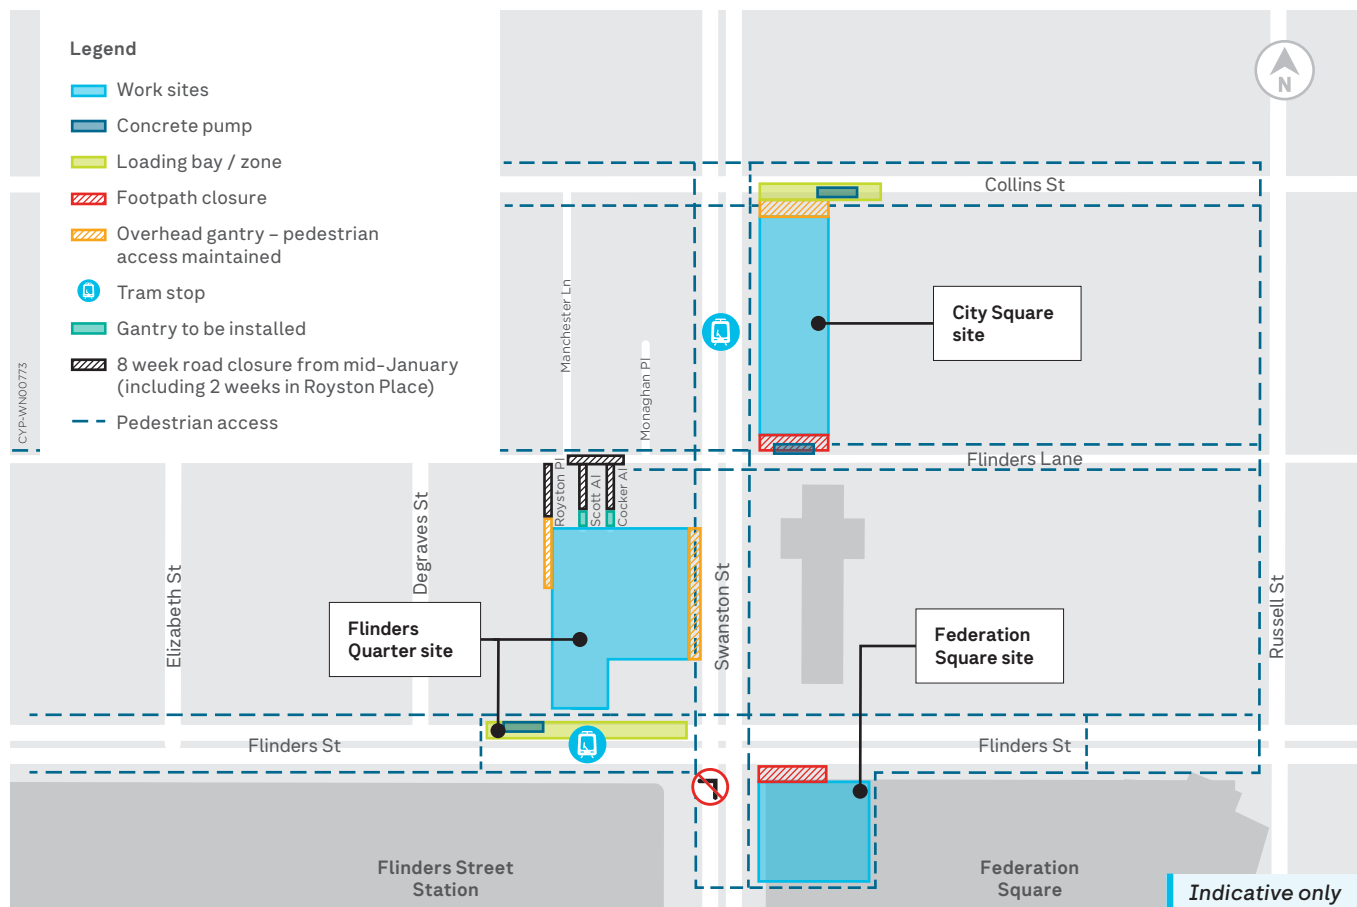 Legend
Work sites
Concrete pump
Loading bay / zone
Footpath closure
Overhead gantry – pedestrian
access maintained
Tram stop
Gantry to be installed
8 week road closure from mid-January
(including 2 weeks in Royston Place)
Pedestrian access
CYP-WN00773
N
Collins St
City Square
site
Manchester Ln
Monaghan Pl
Flinders Lane
Royston Pl
Scott Al
Cocker Al
Elizabeth St
Degraves St
Swanston St
Russell St
Flinders
Quarter site
Federation
Square site
Flinders St
Flinders St
Flinders Street
Station
Federation
Square
Indicative only